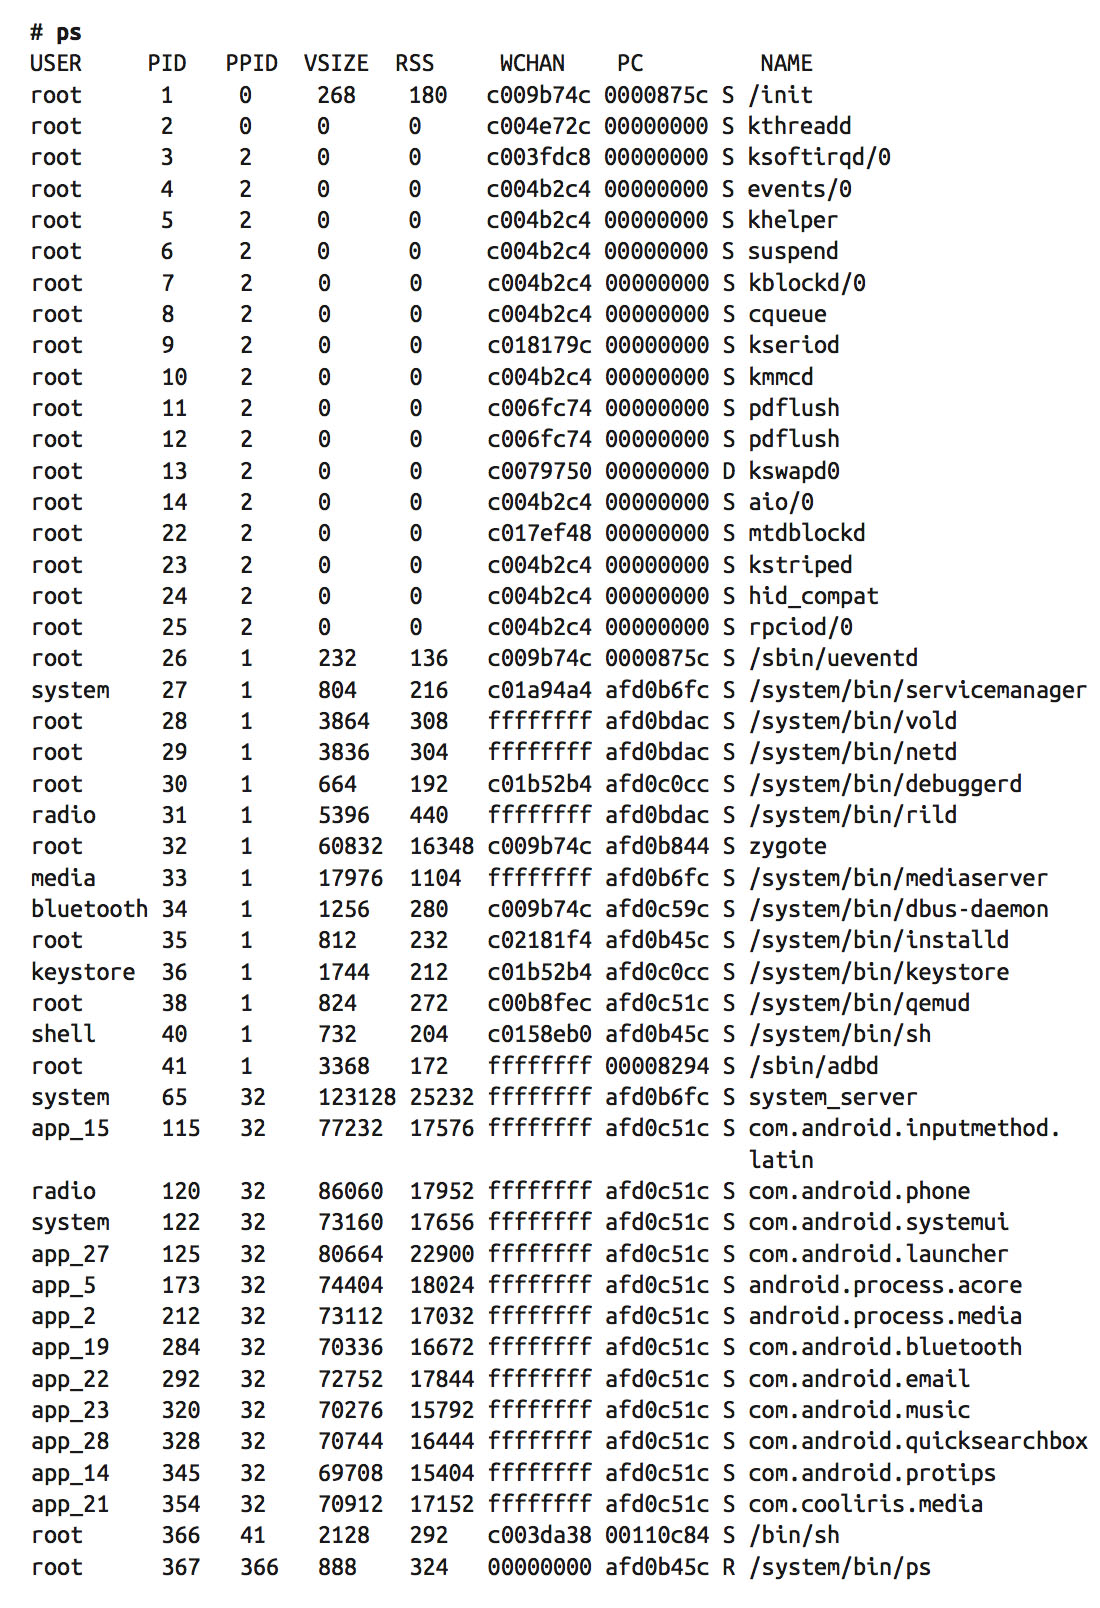 # ps
USER PID PPID VSIZE RSS WCHAN PC NAME
root 1 0 268 180 c009b74c 0000875c S /init
root 2 0 0 0 c004e72c 00000000 S kthreadd
root 3 2 0 0 c003fdc8 00000000 S ksoftirqd/0
root 4 2 0 0 c004b2c4 00000000 S events/0
root 5 2 0 0 c004b2c4 00000000 S khelper
root 6 2 0 0 c004b2c4 00000000 S suspend
root 7 2 0 0 c004b2c4 00000000 S kblockd/0
root 8 2 0 0 c004b2c4 00000000 S cqueue
root 9 2 0 0 c018179c 00000000 S kseriod
root 10 2 0 0 c004b2c4 00000000 S kmmcd
root 11 2 0 0 c006fc74 00000000 S pdflush
root 12 2 0 0 c006fc74 00000000 S pdflush
root 13 2 0 0 c0079750 00000000 D kswapd0
root 14 2 0 0 c004b2c4 00000000 S aio/0
root 22 2 0 0 c017ef48 00000000 S mtdblockd
root 23 2 0 0 c004b2c4 00000000 S kstriped
root 24 2 0 0 c004b2c4 00000000 S hid_compat
root 25 2 0 0 c004b2c4 00000000 S rpciod/0
root 26 1 232 136 c009b74c 0000875c S /sbin/ueventd
system 27 1 804 216 c01a94a4 afd0b6fc S /system/bin/servicemanager
root 28 1 3864 308 ffffffff afd0bdac S /system/bin/vold
root 29 1 3836 304 ffffffff afd0bdac S /system/bin/netd
root 30 1 664 192 c01b52b4 afd0c0cc S /system/bin/debuggerd
radio 31 1 5396 440 ffffffff afd0bdac S /system/bin/rild
root 32 1 60832 16348 c009b74c afd0b844 S zygote
media 33 1 17976 1104 ffffffff afd0b6fc S /system/bin/mediaserver
bluetooth 34 1 1256 280 c009b74c afd0c59c S /system/bin/dbus-daemon
root 35 1 812 232 c02181f4 afd0b45c S /system/bin/installd
keystore 36 1 1744 212 c01b52b4 afd0c0cc S /system/bin/keystore
root 38 1 824 272 c00b8fec afd0c51c S /system/bin/qemud
shell 40 1 732 204 c0158eb0 afd0b45c S /system/bin/sh
root 41 1 3368 172 ffffffff 00008294 S /sbin/adbd
system 65 32 123128 25232 ffffffff afd0b6fc S system_server
app_15 115 32 77232 17576 ffffffff afd0c51c S com.android.inputmethod.
latin
radio 120 32 86060 17952 ffffffff afd0c51c S com.android.phone
system 122 32 73160 17656 ffffffff afd0c51c S com.android.systemui
app_27 125 32 80664 22900 ffffffff afd0c51c S com.android.launcher
app_5 173 32 74404 18024 ffffffff afd0c51c S android.process.acore
app_2 212 32 73112 17032 ffffffff afd0c51c S android.process.media
app_19 284 32 70336 16672 ffffffff afd0c51c S com.android.bluetooth
app_22 292 32 72752 17844 ffffffff afd0c51c S com.android.email
app_23 320 32 70276 15792 ffffffff afd0c51c S com.android.music
app_28 328 32 70744 16444 ffffffff afd0c51c S com.android.quicksearchbox
app_14 345 32 69708 15404 ffffffff afd0c51c S com.android.protips
app_21 354 32 70912 17152 ffffffff afd0c51c S com.cooliris.media
root 366 41 2128 292 c003da38 00110c84 S /bin/sh
root 367 366 888 324 00000000 afd0b45c R /system/bin/ps